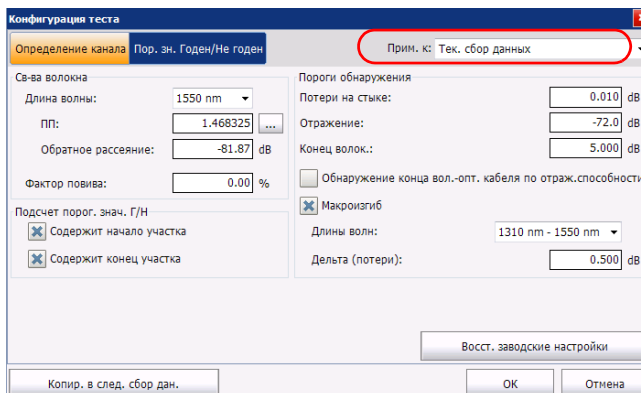 Конфигурация теста
Определение канала Пор. зн. Годен/Не годен Прим. к: Тек. сбор данных
Св-ва волокна
Длина волны: 1550 nm
ПП: 1.468325 ...
Обратное рассеяние: -81.87 dB
Фактор повива: 0.00 %
Подсчет порог. знач. Г/Н
Содержит начало участка
Содержит конец участка
Пороги обнаружения
Потери на стыке: 0.010 dB
Отражение: -72.0 dB
Конец волок.: 5.000 dB
Обнаружение конца вол.-опт. кабеля по отраж.способности
Макроизгиб
Длины волн: 1310 nm - 1550 nm
Дельта (потери): 0.500 dB
Восст. заводские настройки
Копир. в след. сбор дан. OK Отмена